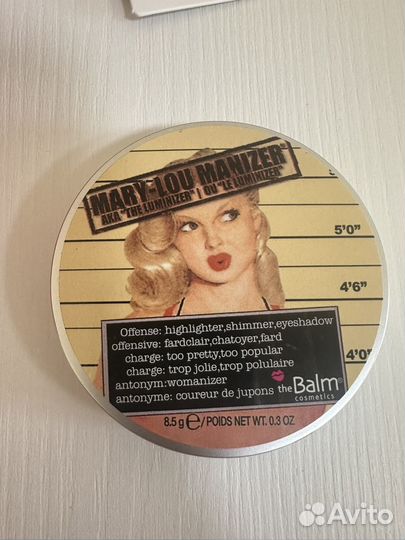 MARY-LOU MANIZER®
AKA "THE LUMINIZER" | OU "LE LUMINIZER"
5'0"
4'6"
4'0"
Offense: highlighter,shimmer,eyeshadow
offensive: fardclair,chatoyer,fard
charge: too pretty,too popular
charge: trop jolie,trop polulaire
antonym:womanizer
antonyme: coureur de jupons
theBalm®
cosmetics
8.5 g ℮/POIDS NET WT. 0.3 OZ
Avito